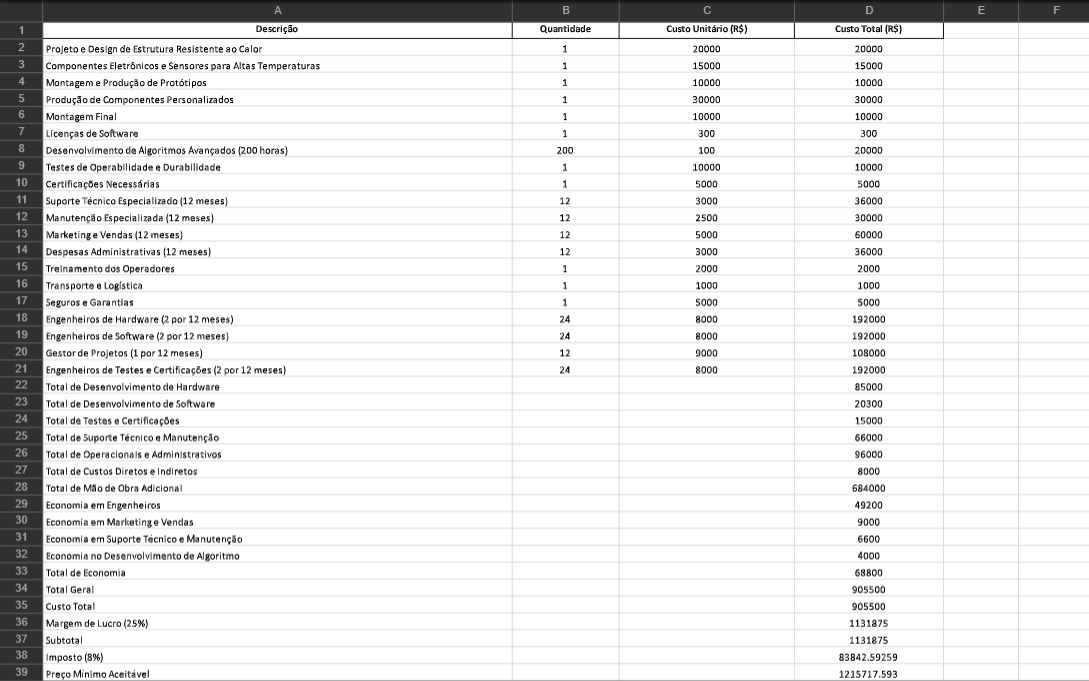 A B C D E F
1 Descrição Quantidade Custo Unitário (R$) Custo Total (R$)
2 Projeto e Design de Estrutura Resistente ao Calor 1 20000 20000
3 Componentes Eletrônicos e Sensores para Altas Temperaturas 1 15000 15000
4 Montagem e Produção de Protótipos 1 10000 10000
5 Produção de Componentes Personalizados 1 30000 30000
6 Montagem Final 1 10000 10000
7 Licenças de Software 1 300 300
8 Desenvolvimento de Algoritmos Avançados (200 horas) 200 100 20000
9 Testes de Operabilidade e Durabilidade 1 10000 10000
10 Certificações Necessárias 1 5000 5000
11 Suporte Técnico Especializado (12 meses) 12 3000 36000
12 Manutenção Especializada (12 meses) 12 2500 30000
13 Marketing e Vendas (12 meses) 12 5000 60000
14 Despesas Administrativas (12 meses) 12 3000 36000
15 Treinamento dos Operadores 1 2000 2000
16 Transporte e Logística 1 1000 1000
17 Seguros e Garantias 1 5000 5000
18 Engenheiros de Hardware (2 por 12 meses) 24 8000 192000
19 Engenheiros de Software (2 por 12 meses) 24 8000 192000
20 Gestor de Projetos (1 por 12 meses) 12 9000 108000
21 Engenheiros de Testes e Certificações (2 por 12 meses) 24 8000 192000
22 Total de Desenvolvimento de Hardware 85000
23 Total de Desenvolvimento de Software 20300
24 Total de Testes e Certificações 15000
25 Total de Suporte Técnico e Manutenção 66000
26 Total de Operacionais e Administrativos 96000
27 Total de Custos Diretos e Indiretos 8000
28 Total de Mão de Obra Adicional 684000
29 Economia em Engenheiros 49200
30 Economia em Marketing e Vendas 9000
31 Economia em Suporte Técnico e Manutenção 6600
32 Economia no Desenvolvimento de Algoritmo 4000
33 Total de Economia 68800
34 Total Geral 905500
35 Custo Total 905500
36 Margem de Lucro (25%) 1131875
37 Subtotal 1131875
38 Imposto (8%) 83842.59259
39 Preço Mínimo Aceitável 1215717.593